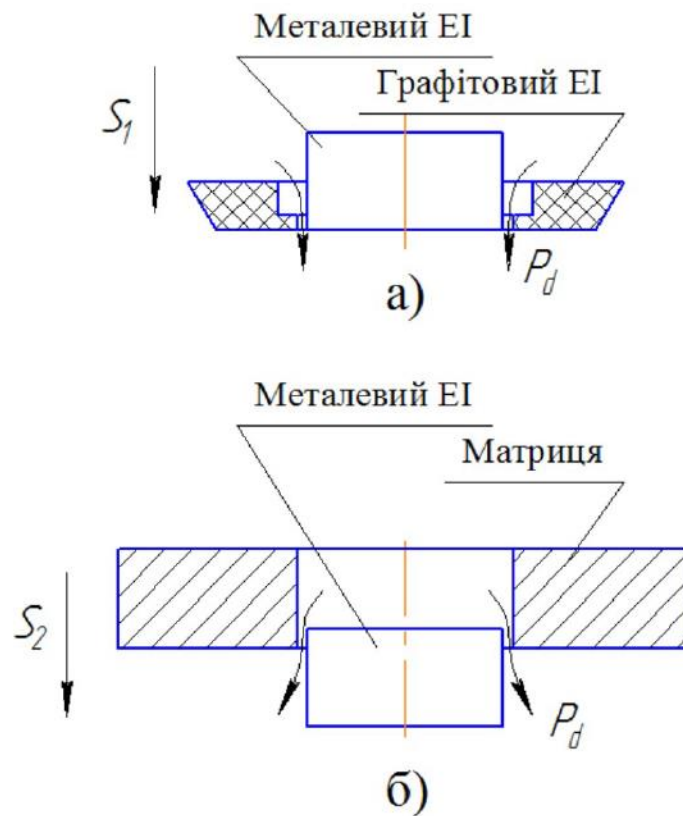 Металевий ЕІ
Графітовий ЕІ
S1
Pd
а)
Металевий ЕІ
Матриця
S2
Pd
б)